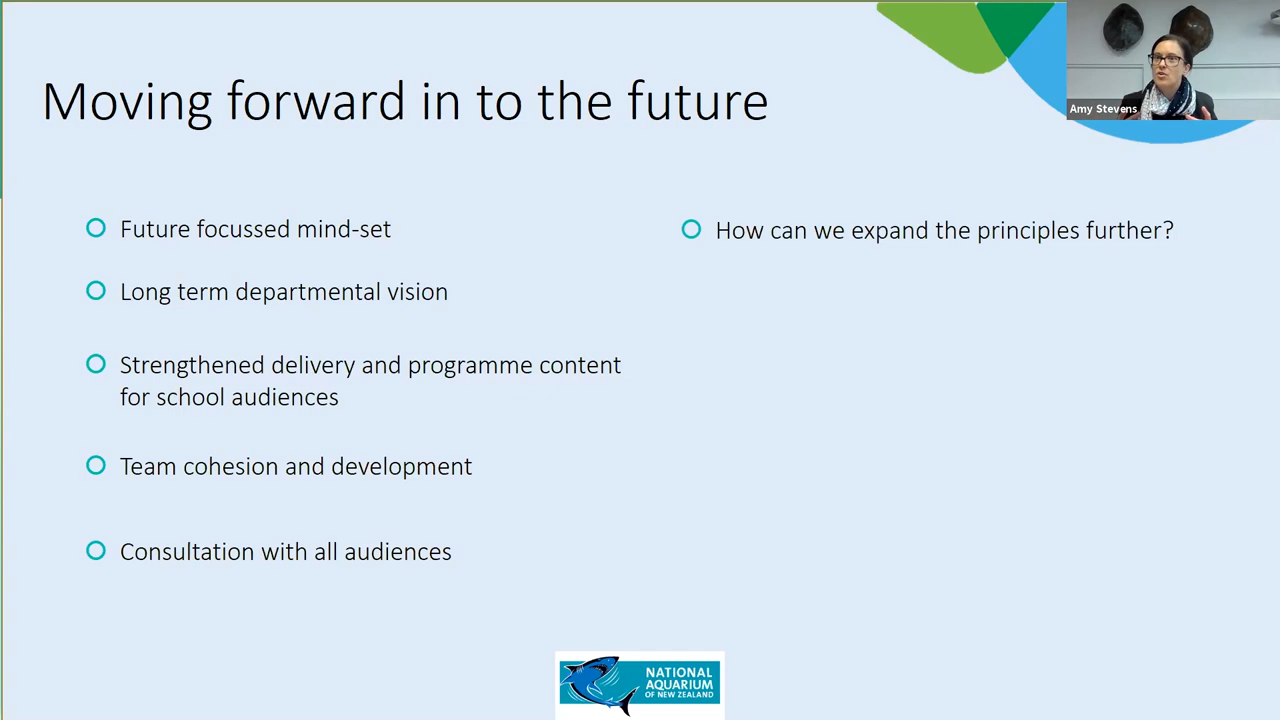 Moving forward in to the future
Amy Stevens
Future focussed mind-set
Long term departmental vision
Strengthened delivery and programme content
for school audiences
Team cohesion and development
Consultation with all audiences
How can we expand the principles further?
NATIONAL
AQUARIUM
OF NEW ZEALAND